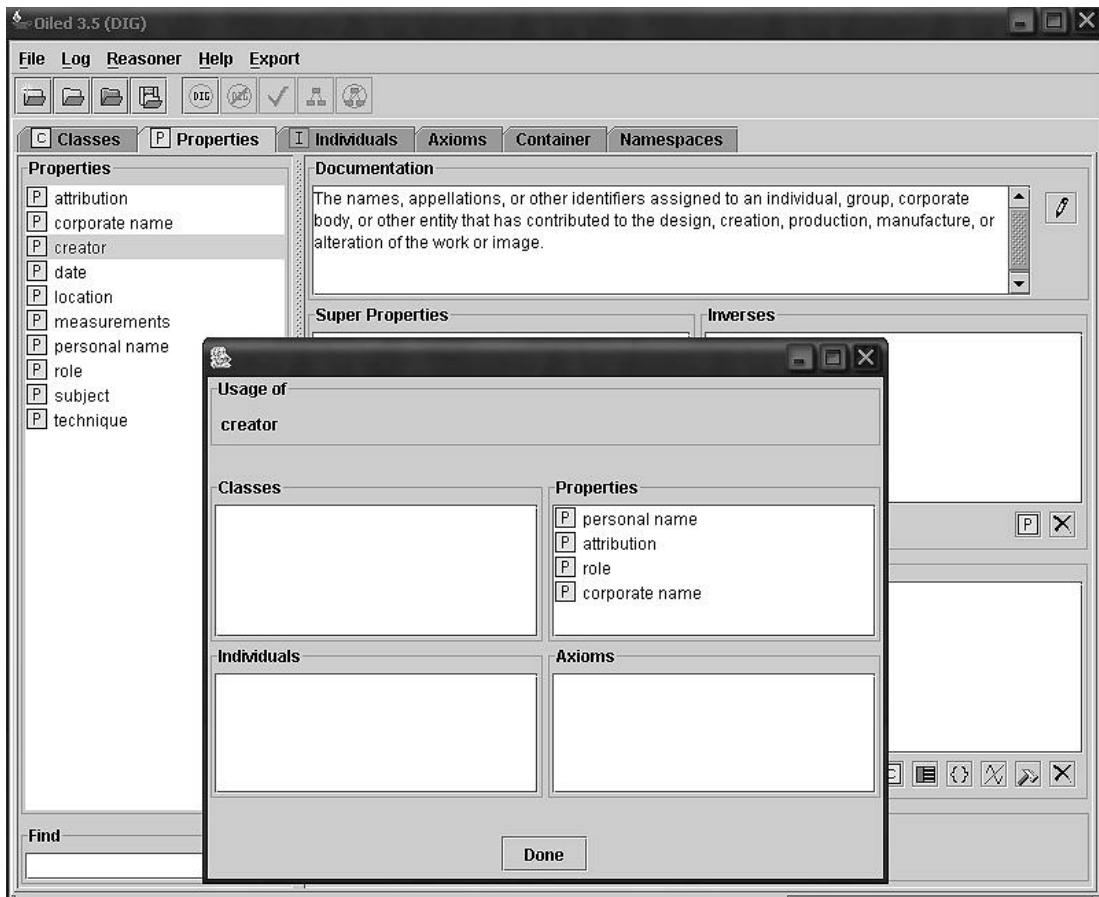 Oiled 3.5 (DIG)
File Log Reasoner Help Export
DIG DIG
C Classes P Properties I Individuals Axioms Container Namespaces
Properties
P attribution
P corporate name
P creator
P date
P location
P measurements
P personal name
P role
P subject
P technique
Find
Documentation
The names, appellations, or other identifiers assigned to an individual, group, corporate
body, or other entity that has contributed to the design, creation, production, manufacture, or
alteration of the work or image.
Super Properties
Inverses
P
C {}
Usage of
creator
Classes
Properties
P personal name
P attribution
P role
P corporate name
Individuals
Axioms
Done